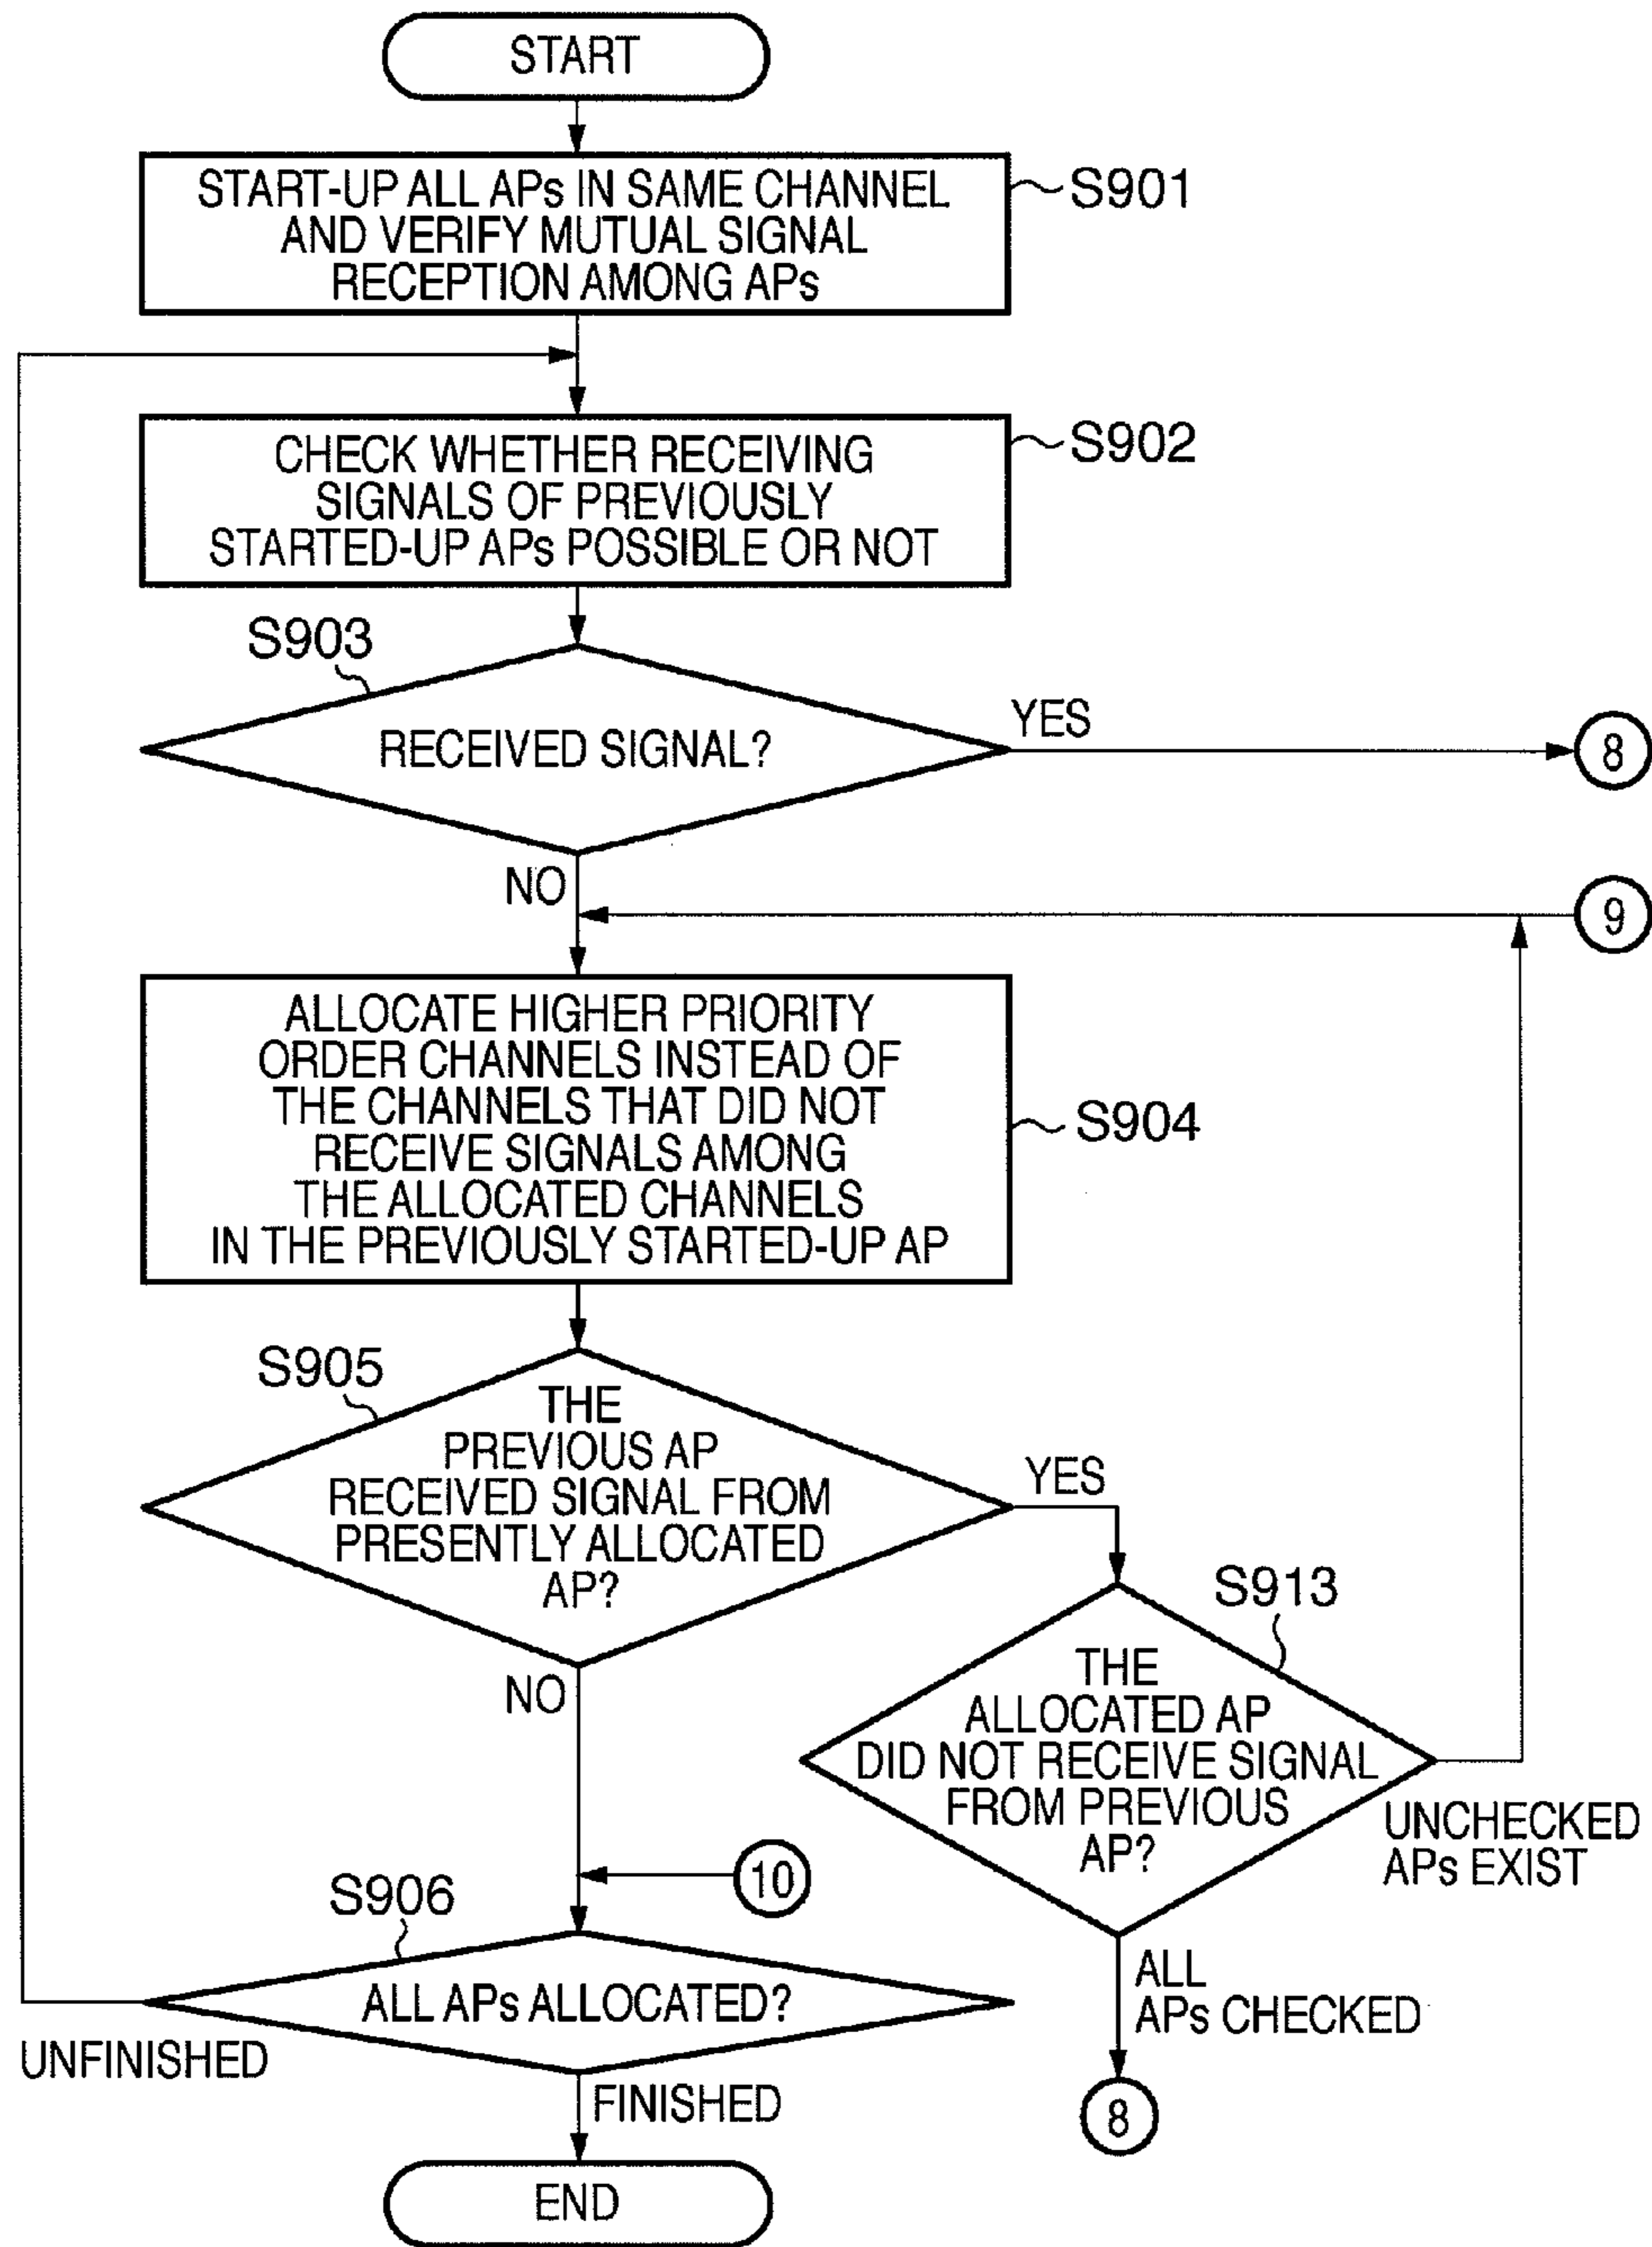 START
START-UP ALL APs IN SAME CHANNEL
AND VERIFY MUTUAL SIGNAL
RECEPTION AMONG APs
S901
CHECK WHETHER RECEIVING
SIGNALS OF PREVIOUSLY
STARTED-UP APs POSSIBLE OR NOT
S902
S903
RECEIVED SIGNAL?
YES
8
NO
9
ALLOCATE HIGHER PRIORITY
ORDER CHANNELS INSTEAD OF
THE CHANNELS THAT DID NOT
RECEIVE SIGNALS AMONG
THE ALLOCATED CHANNELS
IN THE PREVIOUSLY STARTED-UP AP
S904
S905
THE
PREVIOUS AP
RECEIVED SIGNAL FROM
PRESENTLY ALLOCATED
AP?
YES
NO
S913
THE
ALLOCATED AP
DID NOT RECEIVE SIGNAL
FROM PREVIOUS
AP?
UNCHECKED
APs EXIST
10
S906
ALL APs ALLOCATED?
ALL
APs CHECKED
UNFINISHED
FINISHED
8
END